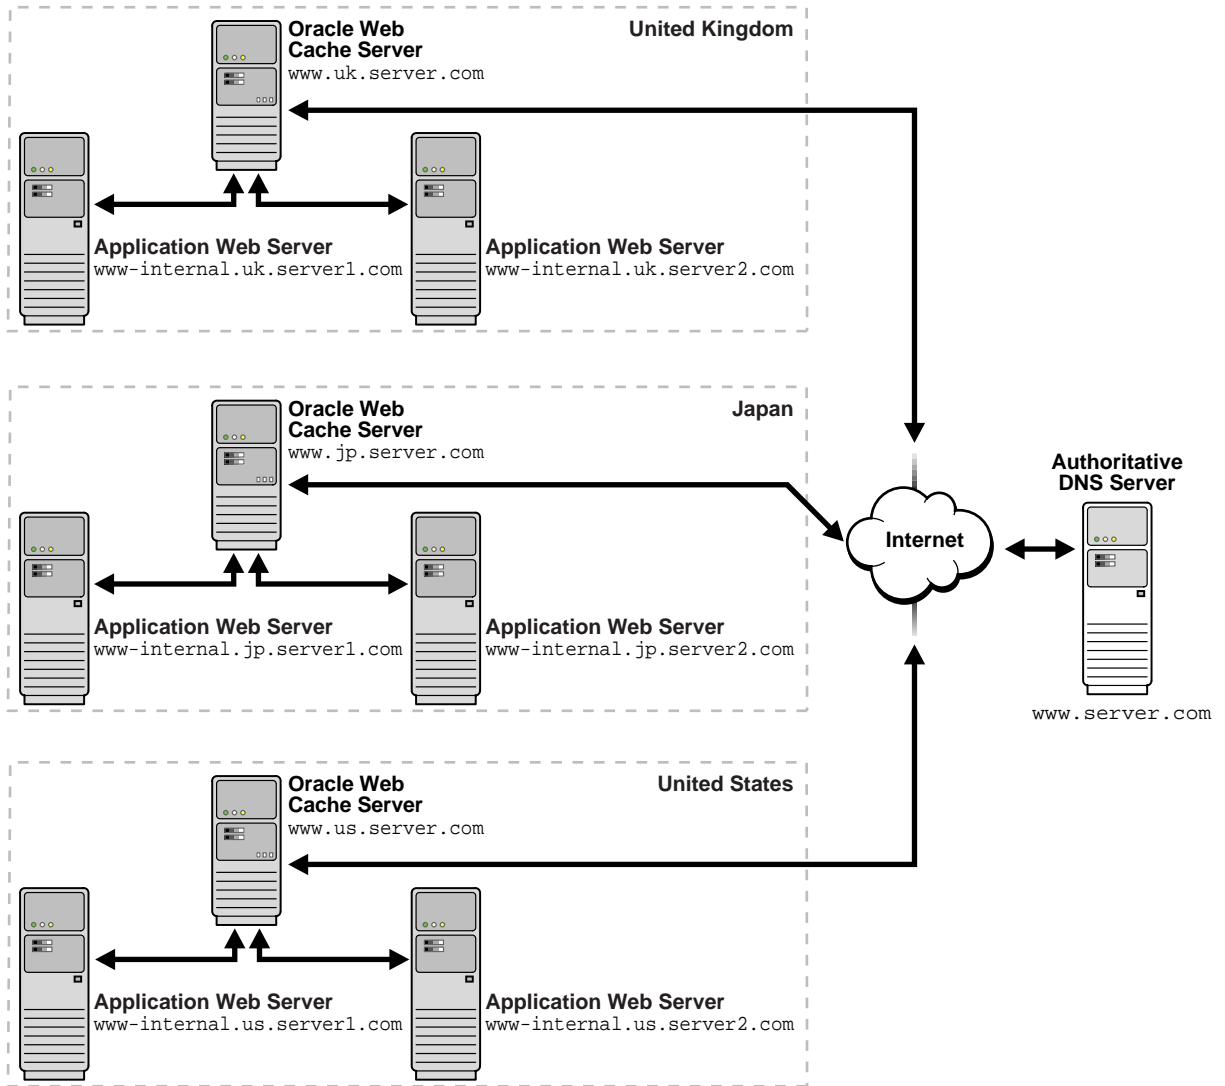 United Kingdom
Oracle Web
Cache Server
www.uk.server.com
Application Web Server
www-internal.uk.server1.com
Application Web Server
www-internal.uk.server2.com
Japan
Oracle Web
Cache Server
www.jp.server.com
Application Web Server
www-internal.jp.server1.com
Application Web Server
www-internal.jp.server2.com
United States
Oracle Web
Cache Server
www.us.server.com
Application Web Server
www-internal.us.server1.com
Application Web Server
www-internal.us.server2.com
Internet
Authoritative
DNS Server
www.server.com